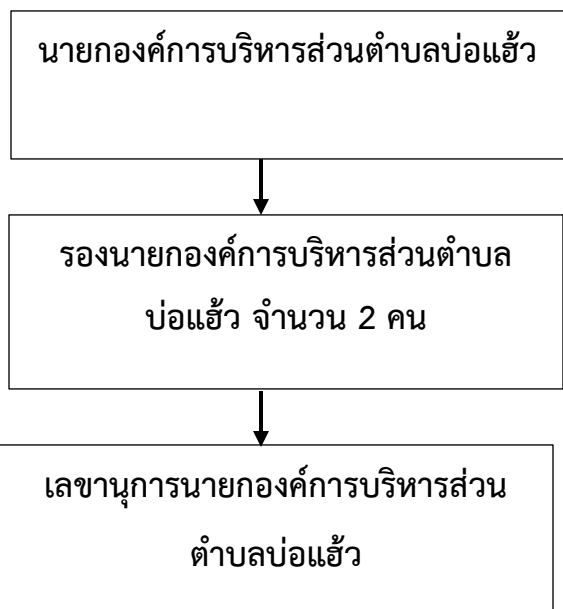 นายกองค์การบริหารส่วนตำบลบ่อแฮ้ว
รองนายกองค์การบริหารส่วนตำบล
บ่อแฮ้ว จำนวน 2 คน
เลขานุการนายกองค์การบริหารส่วน
ตำบลบ่อแฮ้ว